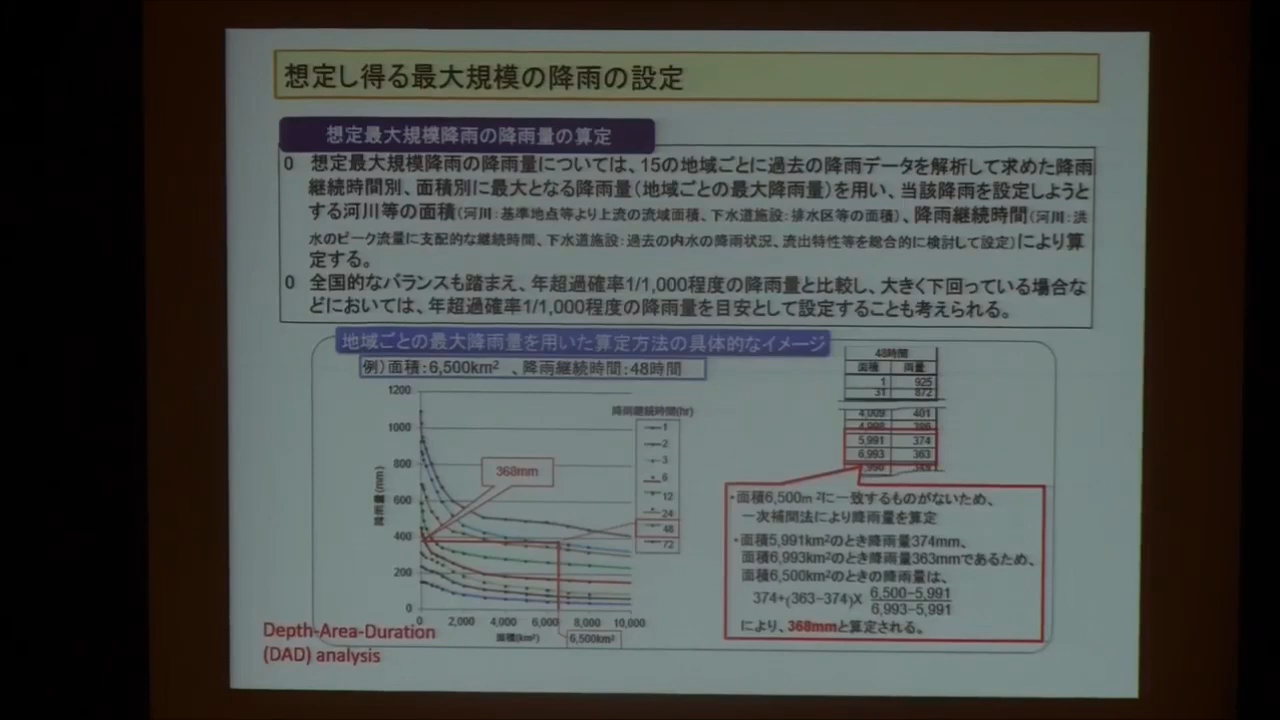 想定し得る最大規模の降雨の設定
想定最大規模降雨の降雨量の算定
0 想定最大規模降雨の降雨量については、15の地域ごとに過去の降雨データを解析して求めた降雨
継続時間別、面積別に最大となる降雨量(地域ごとの最大降雨量)を用い、当該降雨を設定しようと
する河川等の面積(河川:基準地点等より上流の流域面積、下水道施設:排水区等の面積)、降雨継続時間(河川:洪
水のピーク流量に支配的な継続時間、下水道施設:過去の内水の降雨状況、流出特性等を総合的に検討して設定)により算
定する。
0 全国的なバランスも踏まえ、年超過確率1/1,000程度の降雨量と比較し、大きく下回っている場合な
どにおいては、年超過確率1/1,000程度の降雨量を目安として設定することも考えられる。
地域ごとの最大降雨量を用いた算定方法の具体的なイメージ
例)面積:6,500km²、降雨継続時間:48時間
1200
1000
800
600
400
200
0
降雨量(mm)
0 2,000 4,000 6,000 8,000 10,000
面積(km²)
6,500km²
368mm
降雨継続時間(hr)
1
2
3
6
12
24
48
72
48時間
面積 雨量
1 925
31 872
4,009 401
5,991 374
6,993 363
・面積6,500m²に一致するものがないため、
一次補間法により降雨量を算定
・面積5,991km²のとき降雨量374mm、
面積6,993km²のとき降雨量363mmであるため、
面積6,500km²のときの降雨量は、
374+(363-374)X 6,500-5,991
6,993-5,991
により、368mmと算定される。
Depth-Area-Duration
(DAD) analysis